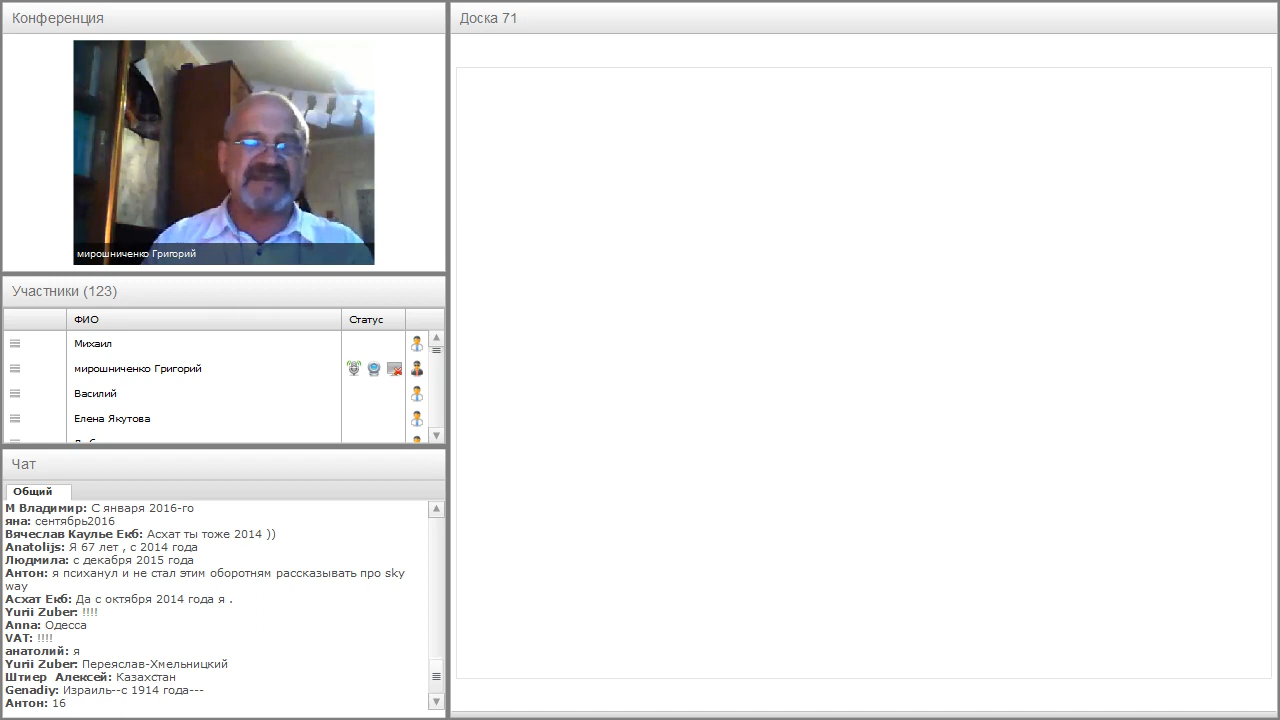 Конференция
мирошниченко Григорий
Участники (123)
ФИО Статус
Михаил
мирошниченко Григорий
Василий
Елена Якутова
Чат
Общий
М Владимир: С января 2016-го
яна: сентябрь2016
Вячеслав Каулье Екб: Асхат ты тоже 2014 ))
Anatolijs: Я 67 лет , с 2014 года
Людмила: с декабря 2015 года
Антон: я психанул и не стал этим оборотням рассказывать про sky
way
Асхат Екб: Да с октября 2014 года я .
Yurii Zuber: !!!!
Anna: Одесса
VAT: !!!!
анатолий: я
Yurii Zuber: Переяслав-Хмельницкий
Штиер  Алексей: Казахстан
Genadiy: Израиль--с 1914 года---
Антон: 16
Доска 71